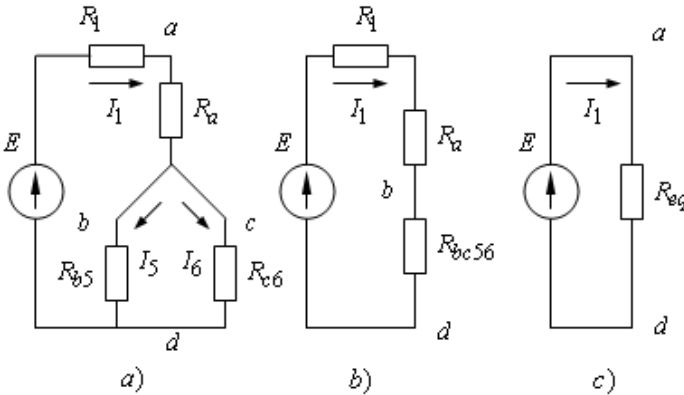 R1 a
I1 Ra
E
b c
Rb5 I5 I6 Rc6
d
a)
R1
I1 Ra
E
b
Rbc56
d
b)
a
I1
E
Req
d
c)